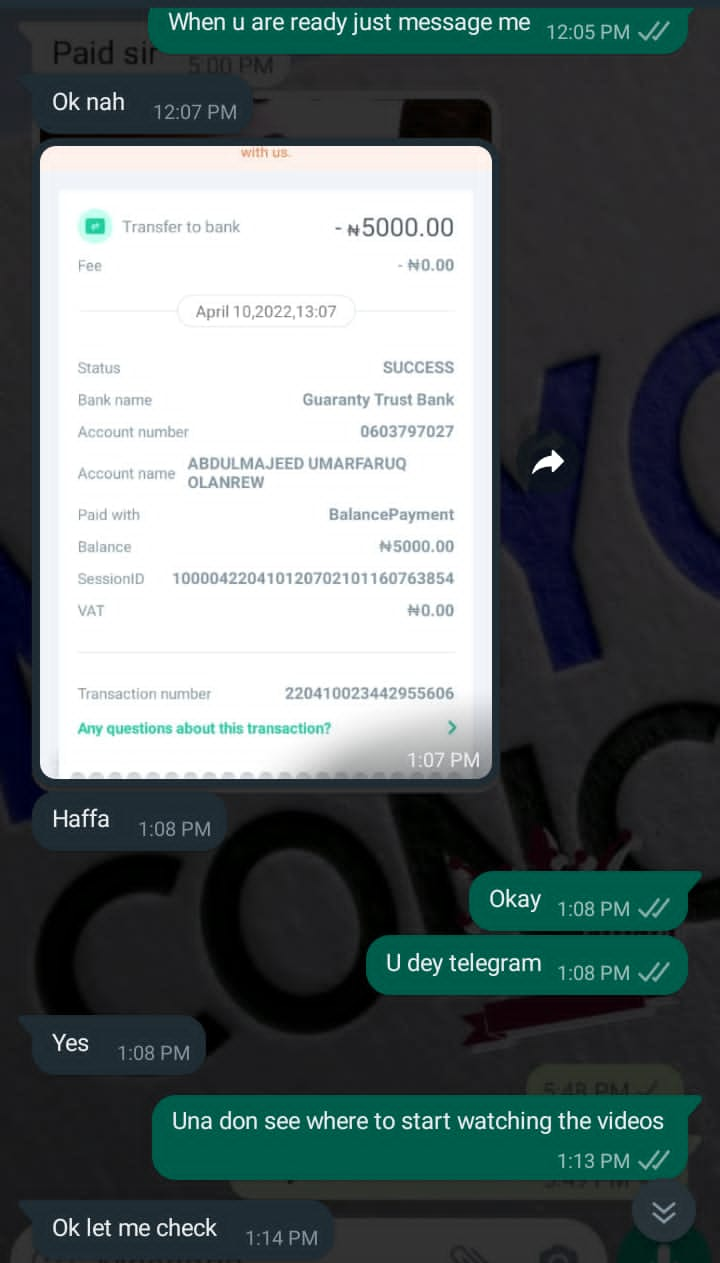 When u are ready just message me
12:05 PM
Paid sir
5:00 PM
Ok nah
12:07 PM
with us.
Transfer to bank
- ₦5000.00
Fee
- ₦0.00
April 10,2022,13:07
Status
SUCCESS
Bank name
Guaranty Trust Bank
Account number
0603797027
Account name
ABDULMAJEED UMARFARUQ
OLANREW
Paid with
BalancePayment
Balance
₦5000.00
SessionID
100004220410120702101160763854
VAT
₦0.00
Transaction number
220410023442955606
Any questions about this transaction?
1:07 PM
Haffa
1:08 PM
Okay
1:08 PM
U dey telegram
1:08 PM
Yes
1:08 PM
5:48 PM
Una don see where to start watching the videos
1:13 PM
Ok let me check
1:14 PM